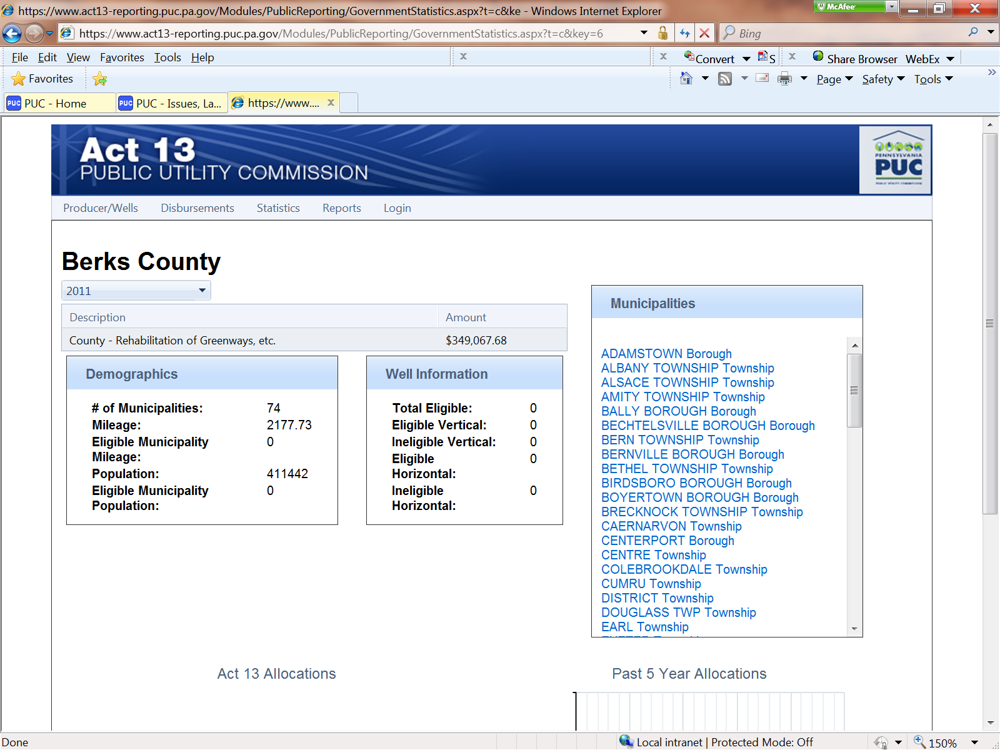 https://www.act13-reporting.puc.pa.gov/Modules/PublicReporting/GovernmentStatistics.aspx?t=c&ke - Windows Internet Explorer
McAfee
https://www.act13-reporting.puc.pa.gov/Modules/PublicReporting/GovernmentStatistics.aspx?t=c&key=6
Bing
File Edit View Favorites Tools Help
x
x
Convert
S
x
Share Browser WebEx
Favorites
Page Safety Tools
PUC PUC - Home
PUC PUC - Issues, La...
https://www.... x
Act 13
PUBLIC UTILITY COMMISSION
PENNSYLVANIA
PUC
Producer/Wells Disbursements Statistics Reports Login
Berks County
2011
Description Amount
County - Rehabilitation of Greenways, etc. $349,067.68
Demographics
# of Municipalities: 74
Mileage: 2177.73
Eligible Municipality 0
Mileage:
Population: 411442
Eligible Municipality 0
Population:
Well Information
Total Eligible: 0
Eligible Vertical: 0
Ineligible Vertical: 0
Eligible 0
Horizontal:
Ineligible 0
Horizontal:
Municipalities
ADAMSTOWN Borough
ALBANY TOWNSHIP Township
ALSACE TOWNSHIP Township
AMITY TOWNSHIP Township
BALLY BOROUGH Borough
BECHTELSVILLE BOROUGH Borough
BERN TOWNSHIP Township
BERNVILLE BOROUGH Borough
BETHEL TOWNSHIP Township
BIRDSBORO BOROUGH Borough
BOYERTOWN BOROUGH Borough
BRECKNOCK TOWNSHIP Township
CAERNARVON Township
CENTERPORT Borough
CENTRE Township
COLEBROOKDALE Township
CUMRU Township
DISTRICT Township
DOUGLASS TWP Township
EARL Township
Act 13 Allocations
Past 5 Year Allocations
Done
Local intranet | Protected Mode: Off
150%